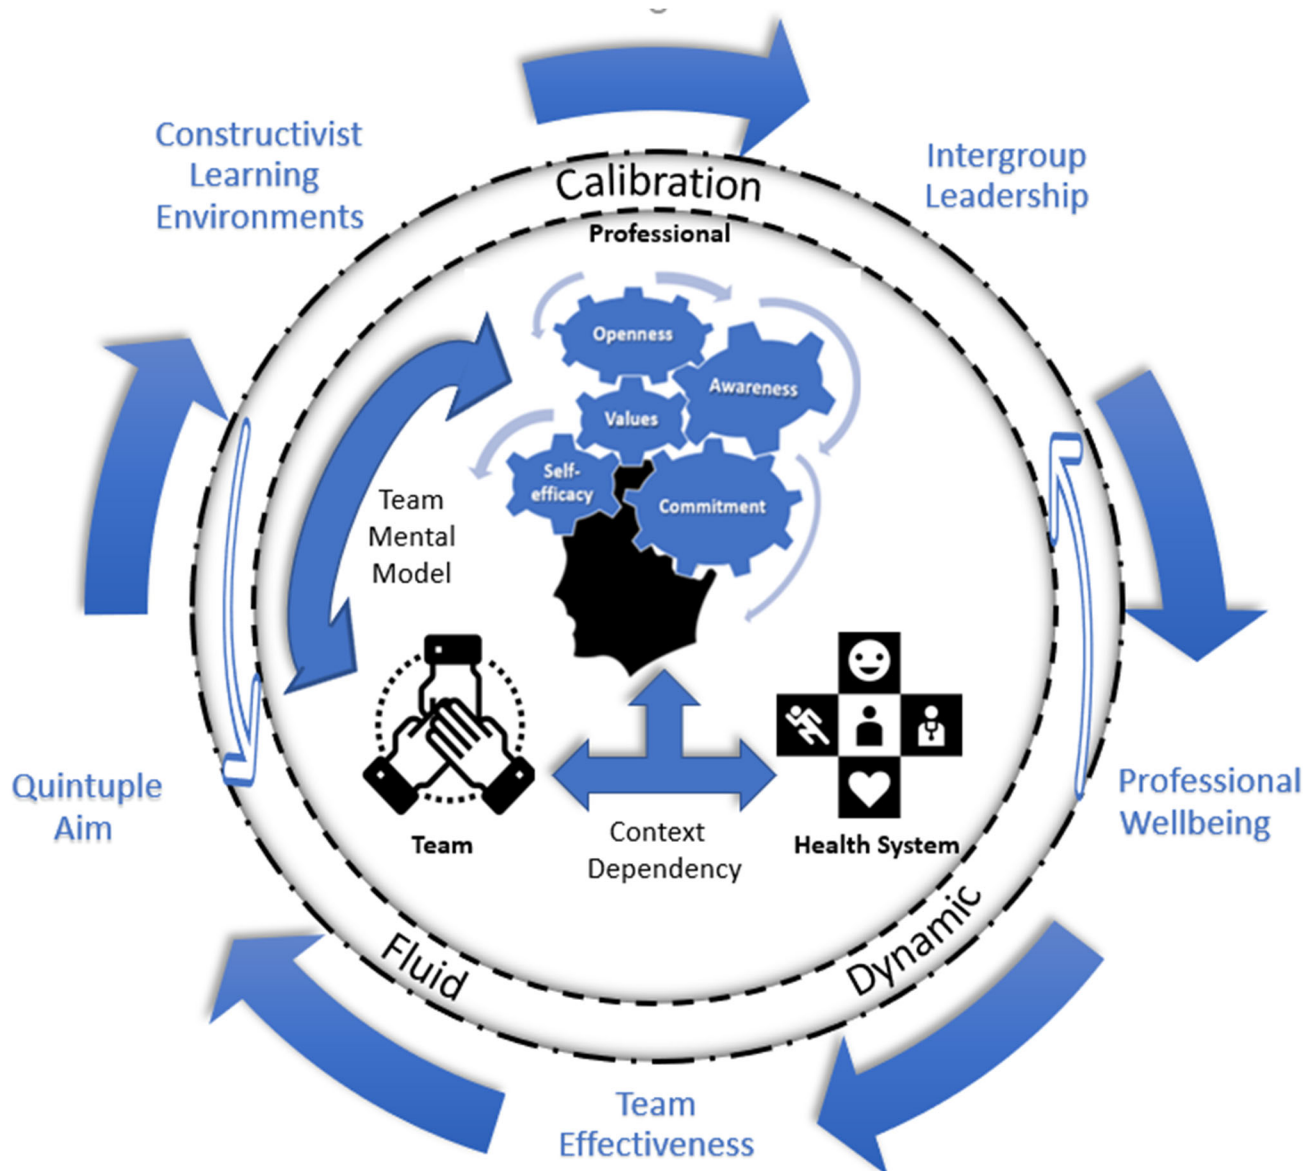 Constructivist
Learning
Environments
Intergroup
Leadership
Calibration
Professional
Openness
Awareness
Values
Self-
efficacy
Commitment
Team
Mental
Model
Team
Context
Dependency
Health System
Quintuple
Aim
Professional
Wellbeing
Fluid
Dynamic
Team
Effectiveness